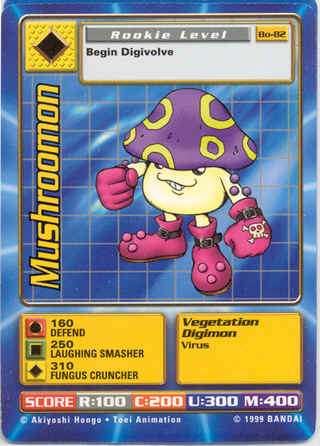 Rookie Level
Bo-82
Begin Digivolve
Mushroomon
160
DEFEND
250
LAUGHING SMASHER
310
FUNGUS CRUNCHER
Vegetation
Digimon
Virus
SCORE R:100 C:200 U:300 M:400
© Akiyoshi Hongo • Toei Animation © 1999 BANDAI